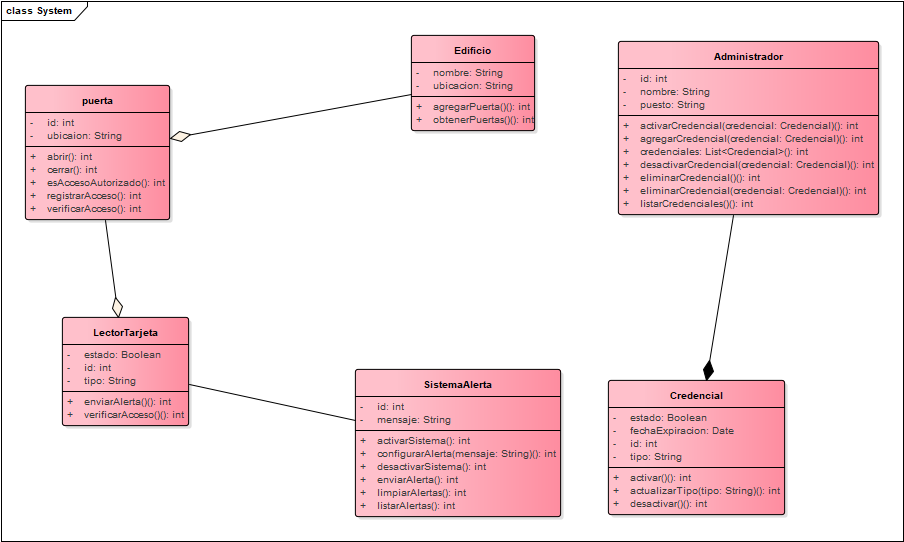 class System
Edificio
- nombre: String
- ubicacion: String
+ agregarPuerta()(): int
+ obtenerPuertas()(): int
Administrador
- id: int
- nombre: String
- puesto: String
+ activarCredencial(credencial: Credencial)(): int
+ agregarCredencial(credencial: Credencial)(): int
+ credenciales: List<Credencial>(): int
+ desactivarCredencial(credencial: Credencial)(): int
+ eliminarCredencial()(): int
+ eliminarCredencial(credencial: Credencial)(): int
+ listarCredenciales()(): int
puerta
- id: int
- ubicaion: String
+ abrir(): int
+ cerrar(): int
+ esAccesoAutorizado(): int
+ registrarAcceso(): int
+ verificarAcceso(): int
LectorTarjeta
- estado: Boolean
- id: int
- tipo: String
+ enviarAlerta()(): int
+ verificarAcceso()(): int
SistemaAlerta
- id: int
- mensaje: String
+ activarSistema(): int
+ configurarAlerta(mensaje: String)(): int
+ desactivarSistema(): int
+ enviarAlerta(): int
+ limpiarAlertas(): int
+ listarAlertas(): int
Credencial
- estado: Boolean
- fechaExpiracion: Date
- id: int
- tipo: String
+ activar()(): int
+ actualizarTipo(tipo: String)(): int
+ desactivar()(): int